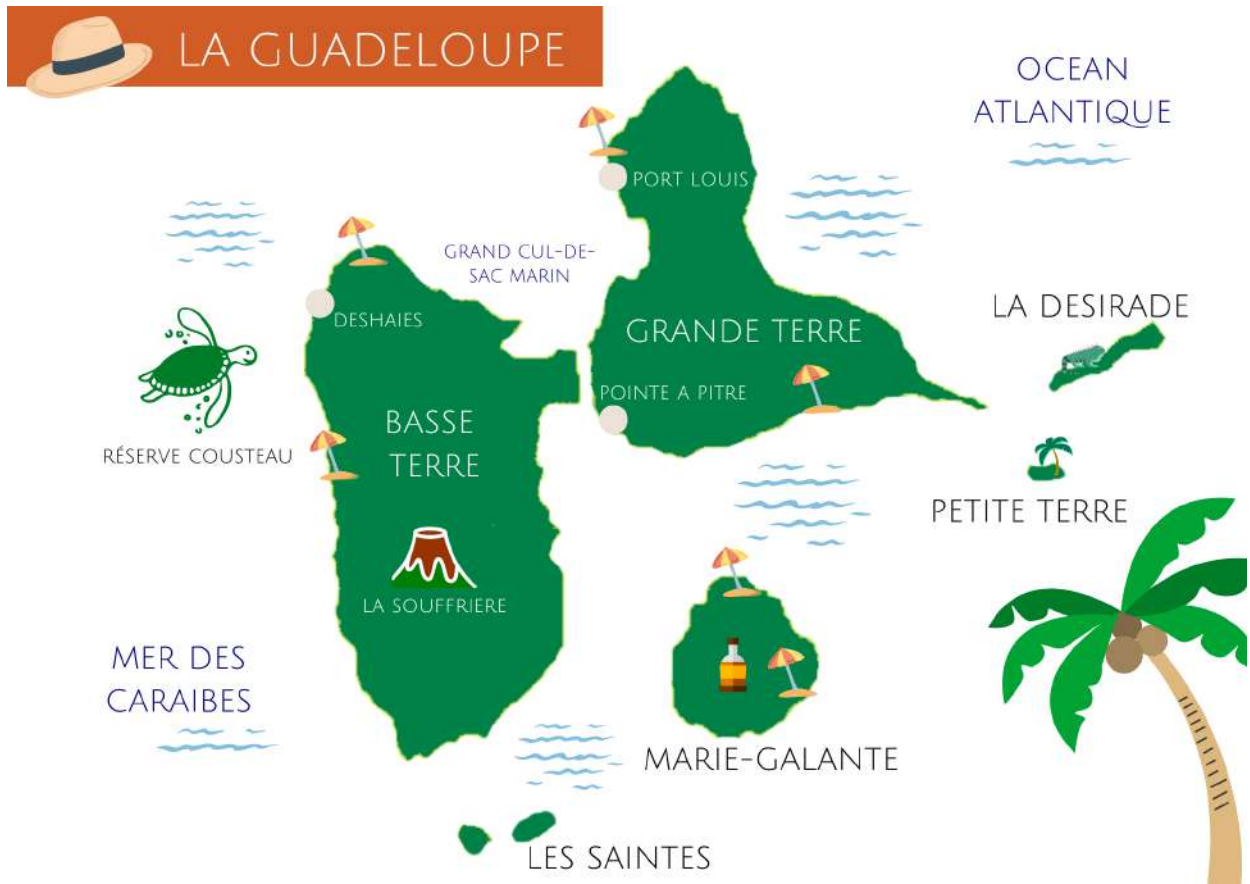 LA GUADELOUPE
OCEAN
ATLANTIQUE
PORT LOUIS
GRAND CUL-DE-
SAC MARIN
DESHAIES
GRANDE TERRE
LA DESIRADE
POINTE A PITRE
BASSE
TERRE
RÉSERVE COUSTEAU
PETITE TERRE
LA SOUFFRIERE
MER DES
CARAIBES
MARIE-GALANTE
LES SAINTES